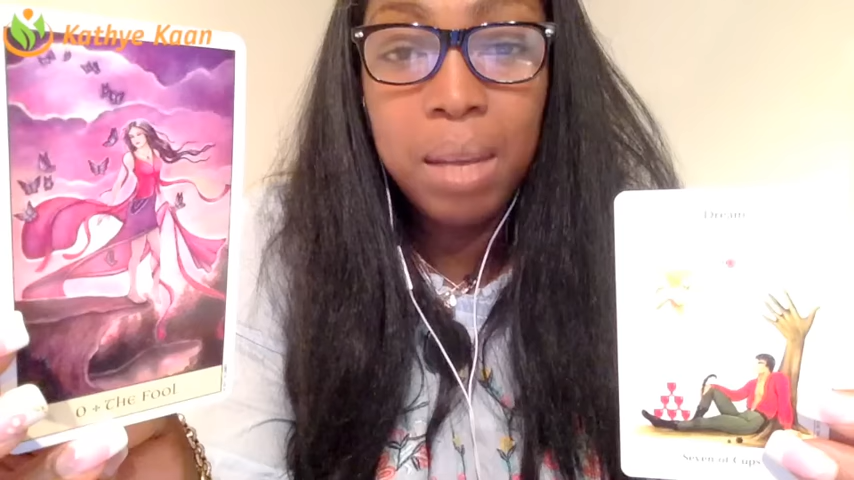 Kathye Kaan
0 ✦ The Fool
Dream
Seven of Cups